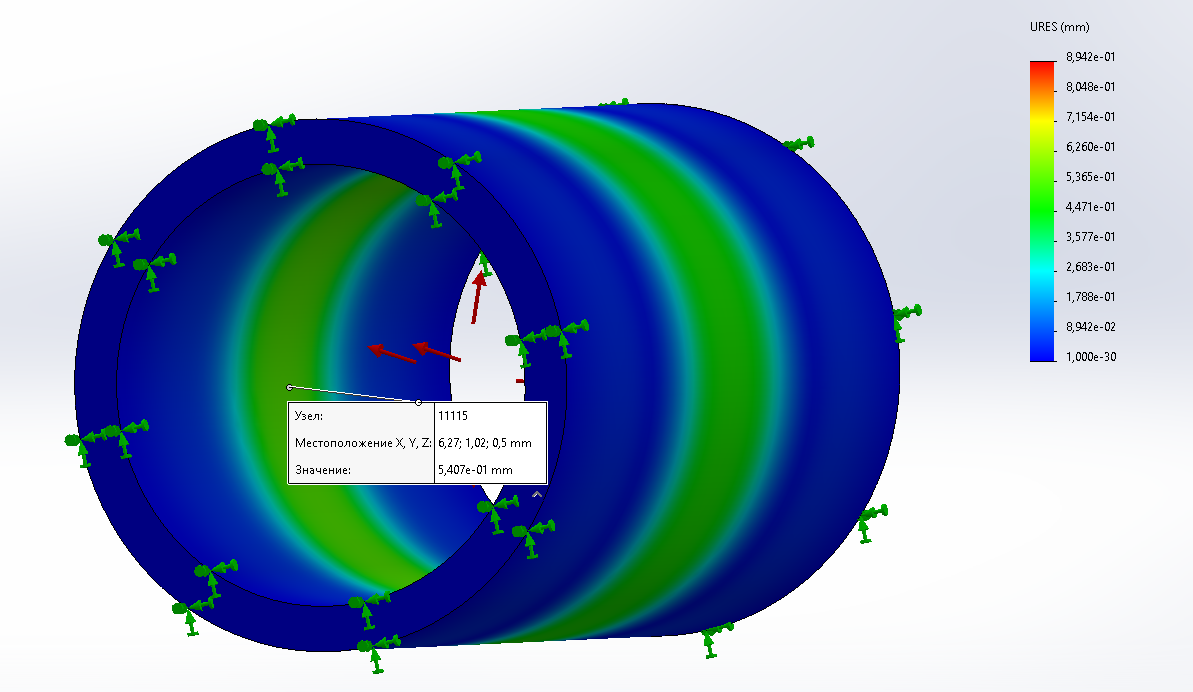 URES (mm)
8,942e-01
8,048e-01
7,154e-01
6,260e-01
5,365e-01
4,471e-01
3,577e-01
2,683e-01
1,788e-01
8,942e-02
1,000e-30
Узел: 11115
Местоположение X, Y, Z: 6,27; 1,02; 0,5 mm
Значение: 5,407e-01 mm